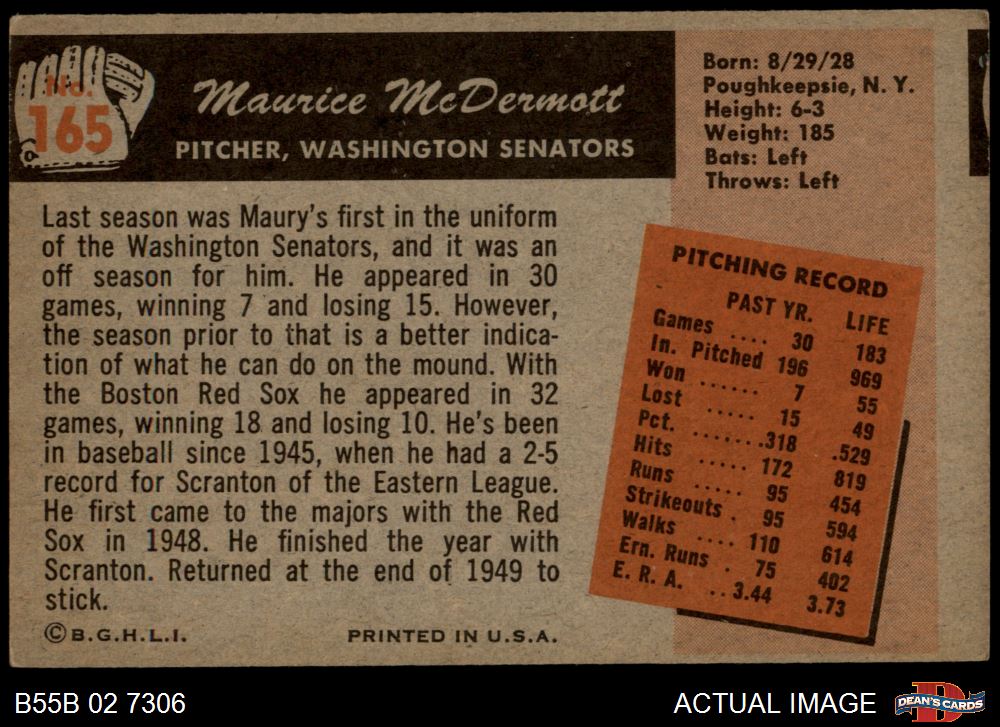 No.
165
Maurice McDermott
PITCHER, WASHINGTON SENATORS
Born: 8/29/28
Poughkeepsie, N. Y.
Height: 6-3
Weight: 185
Bats: Left
Throws: Left
Last season was Maury's first in the uniform
of the Washington Senators, and it was an
off season for him. He appeared in 30
games, winning 7 and losing 15. However,
the season prior to that is a better indica-
tion of what he can do on the mound. With
the Boston Red Sox he appeared in 32
games, winning 18 and losing 10. He's been
in baseball since 1945, when he had a 2-5
record for Scranton of the Eastern League.
He first came to the majors with the Red
Sox in 1948. He finished the year with
Scranton. Returned at the end of 1949 to
stick.
©B.G.H.L.I. PRINTED IN U.S.A.
PITCHING RECORD
PAST YR. LIFE
Games .... 30 183
In. Pitched 196 969
Won ...... 7 55
Lost ..... 15 49
Pct. .......318 .529
Hits ..... 172 819
Runs ..... 95 454
Strikeouts . 95 594
Walks .... 110 614
Ern. Runs . 75 402
E. R. A. .. 3.44 3.73
B55B 02 7306
ACTUAL IMAGE
D
DEAN'S CARDS